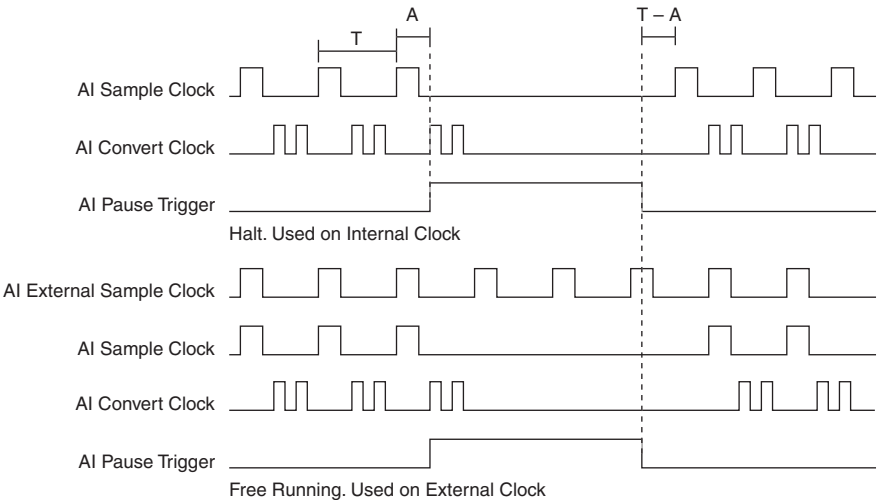 A
T – A
T
AI Sample Clock
AI Convert Clock
AI Pause Trigger
Halt. Used on Internal Clock
AI External Sample Clock
AI Sample Clock
AI Convert Clock
AI Pause Trigger
Free Running. Used on External Clock